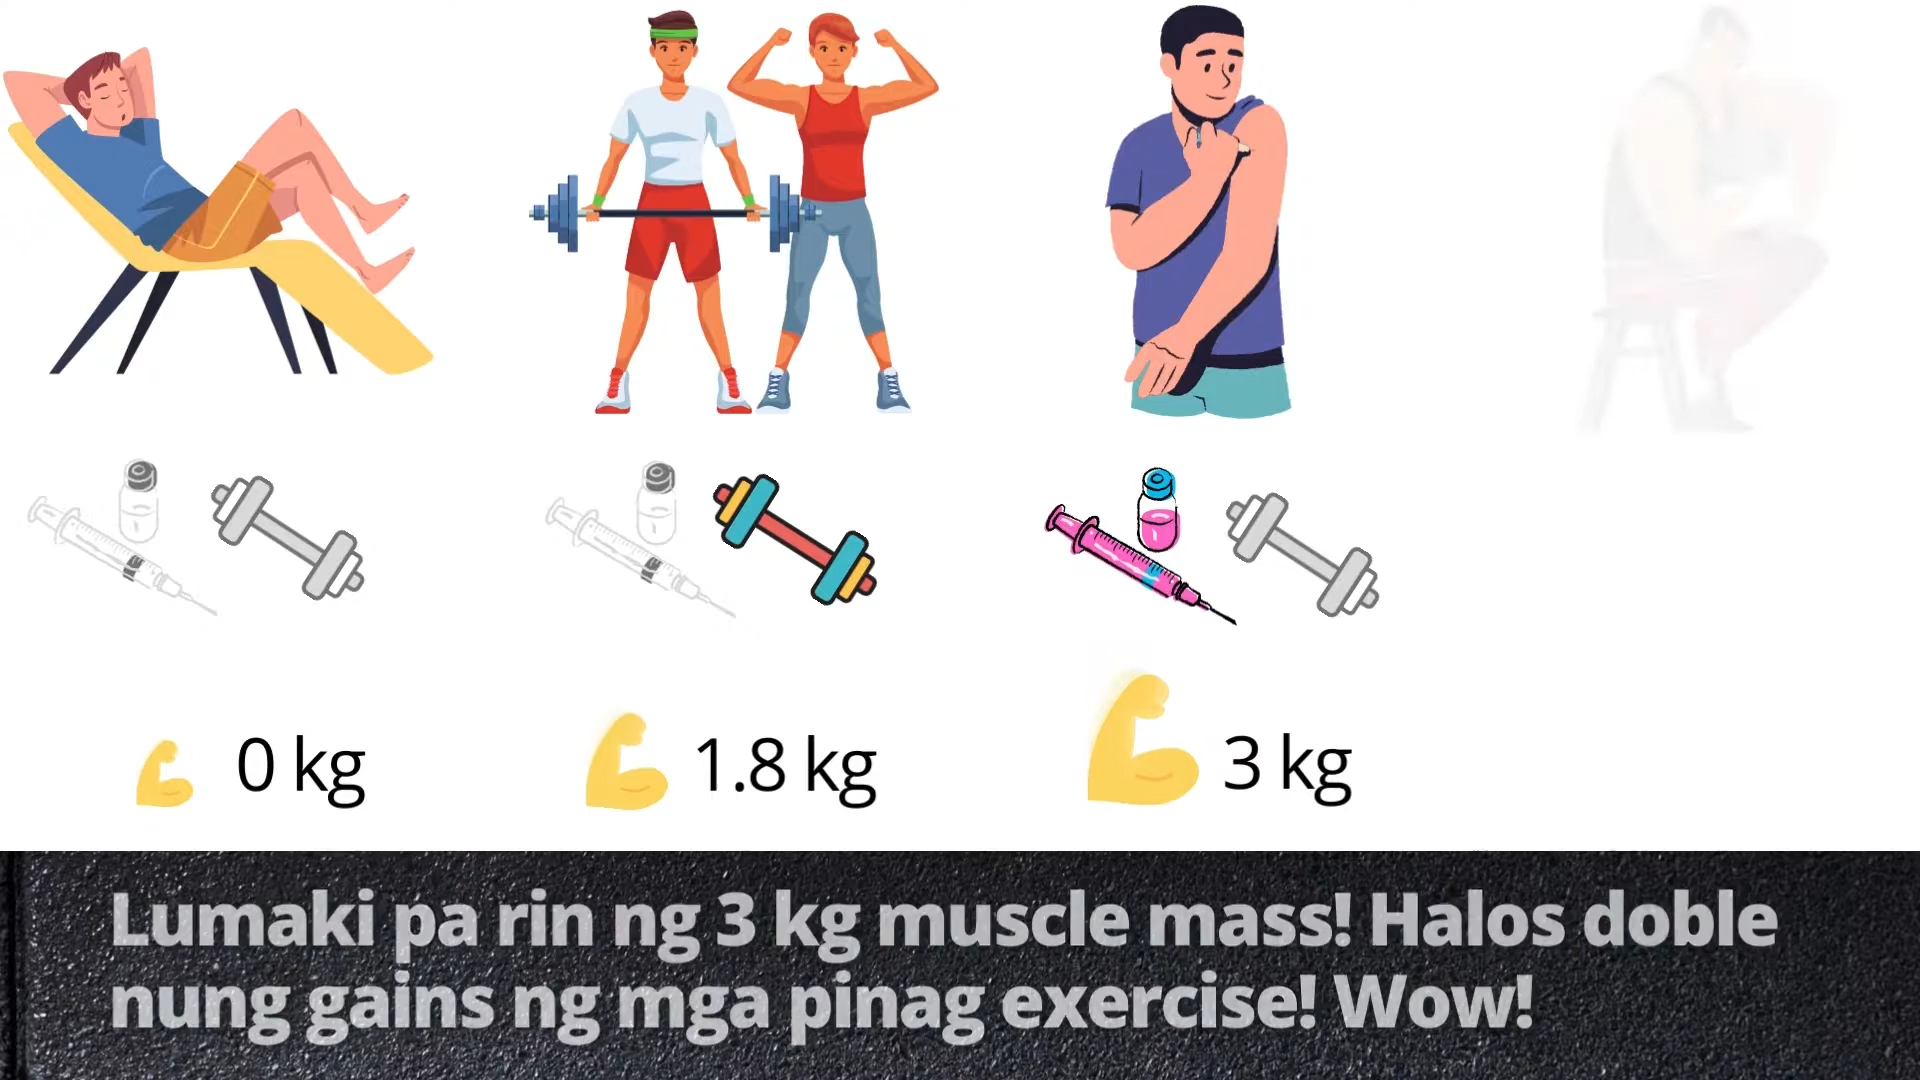 0 kg
1.8 kg
3 kg
Lumaki pa rin ng 3 kg muscle mass! Halos doble
nung gains ng mga pinag exercise! Wow!